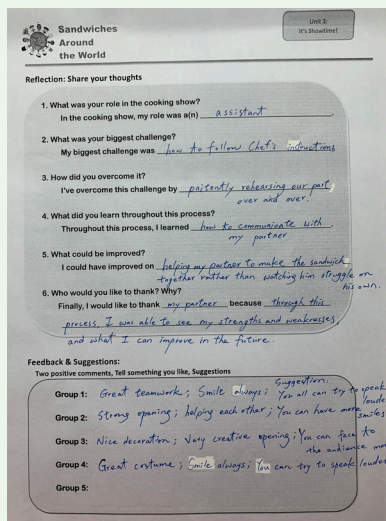 Sandwiches
Around
the World
Unit 3:
It's Showtime!
Reflection: Share your thoughts
1. What was your role in the cooking show?
In the cooking show, my role was a(n) assistant.
2. What was your biggest challenge?
My biggest challenge was how to follow Chef's instructions
3. How did you overcome it?
I've overcome this challenge by paitently rehearsing our part
over and over.
4. What did you learn throughout this process?
Throughout this process, I learned how to communicate with
my partner
5. What could be improved?
I could have improved on helping my partner to make the sandwich
together rather than watching him struggle on
his own.
6. Who would you like to thank? Why?
Finally, I would like to thank my partner because through this
process, I was able to see my strengths and weaknesses,
and what I can improve in the future.
Feedback & Suggestions:
Two positive comments, Tell something you like, Suggestions
Suggestion.
Group 1: Great teamwork; Smile always; You all can try to speak
louder
Group 2: Strong opening; helping each other; You can have more
smiles
Group 3: Nice decoration; Very creative opening; You can face to
the audience more
Group 4: Great costume; Smile always; You can try to speak louder
Group 5: